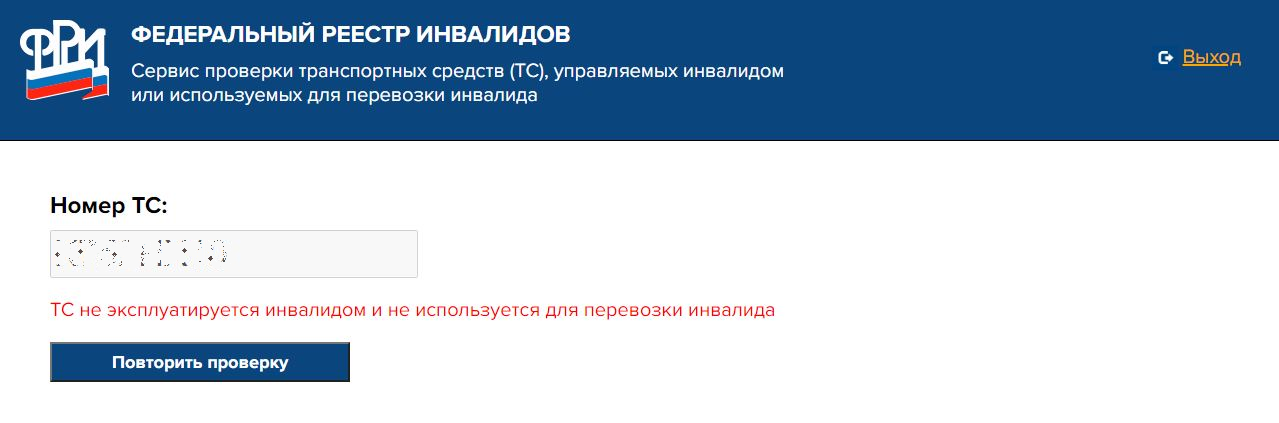 ФРИ
ФЕДЕРАЛЬНЫЙ РЕЕСТР ИНВАЛИДОВ
Сервис проверки транспортных средств (ТС), управляемых инвалидом
или используемых для перевозки инвалида
Выход
Номер ТС:
ТС не эксплуатируется инвалидом и не используется для перевозки инвалида
Повторить проверку